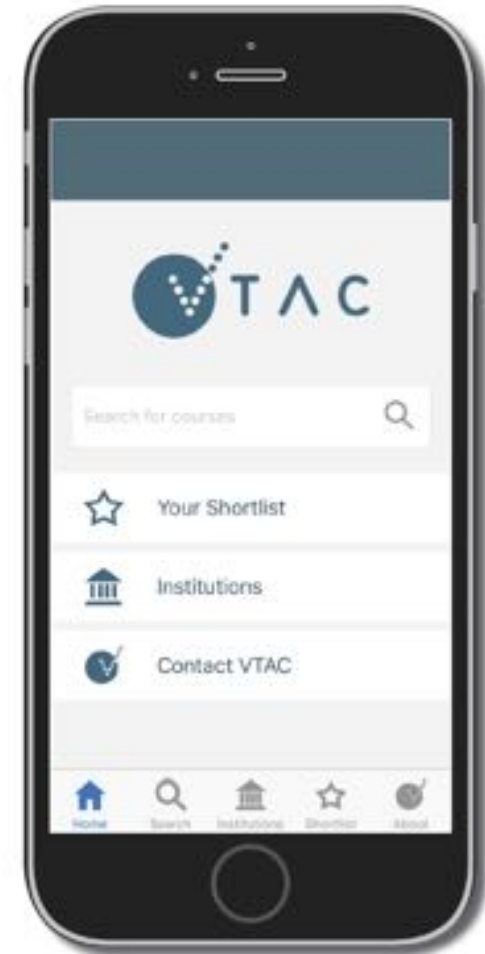 VTAC
Search for courses
Your Shortlist
Institutions
Contact VTAC
Home
Search
Institutions
Shortlist
About